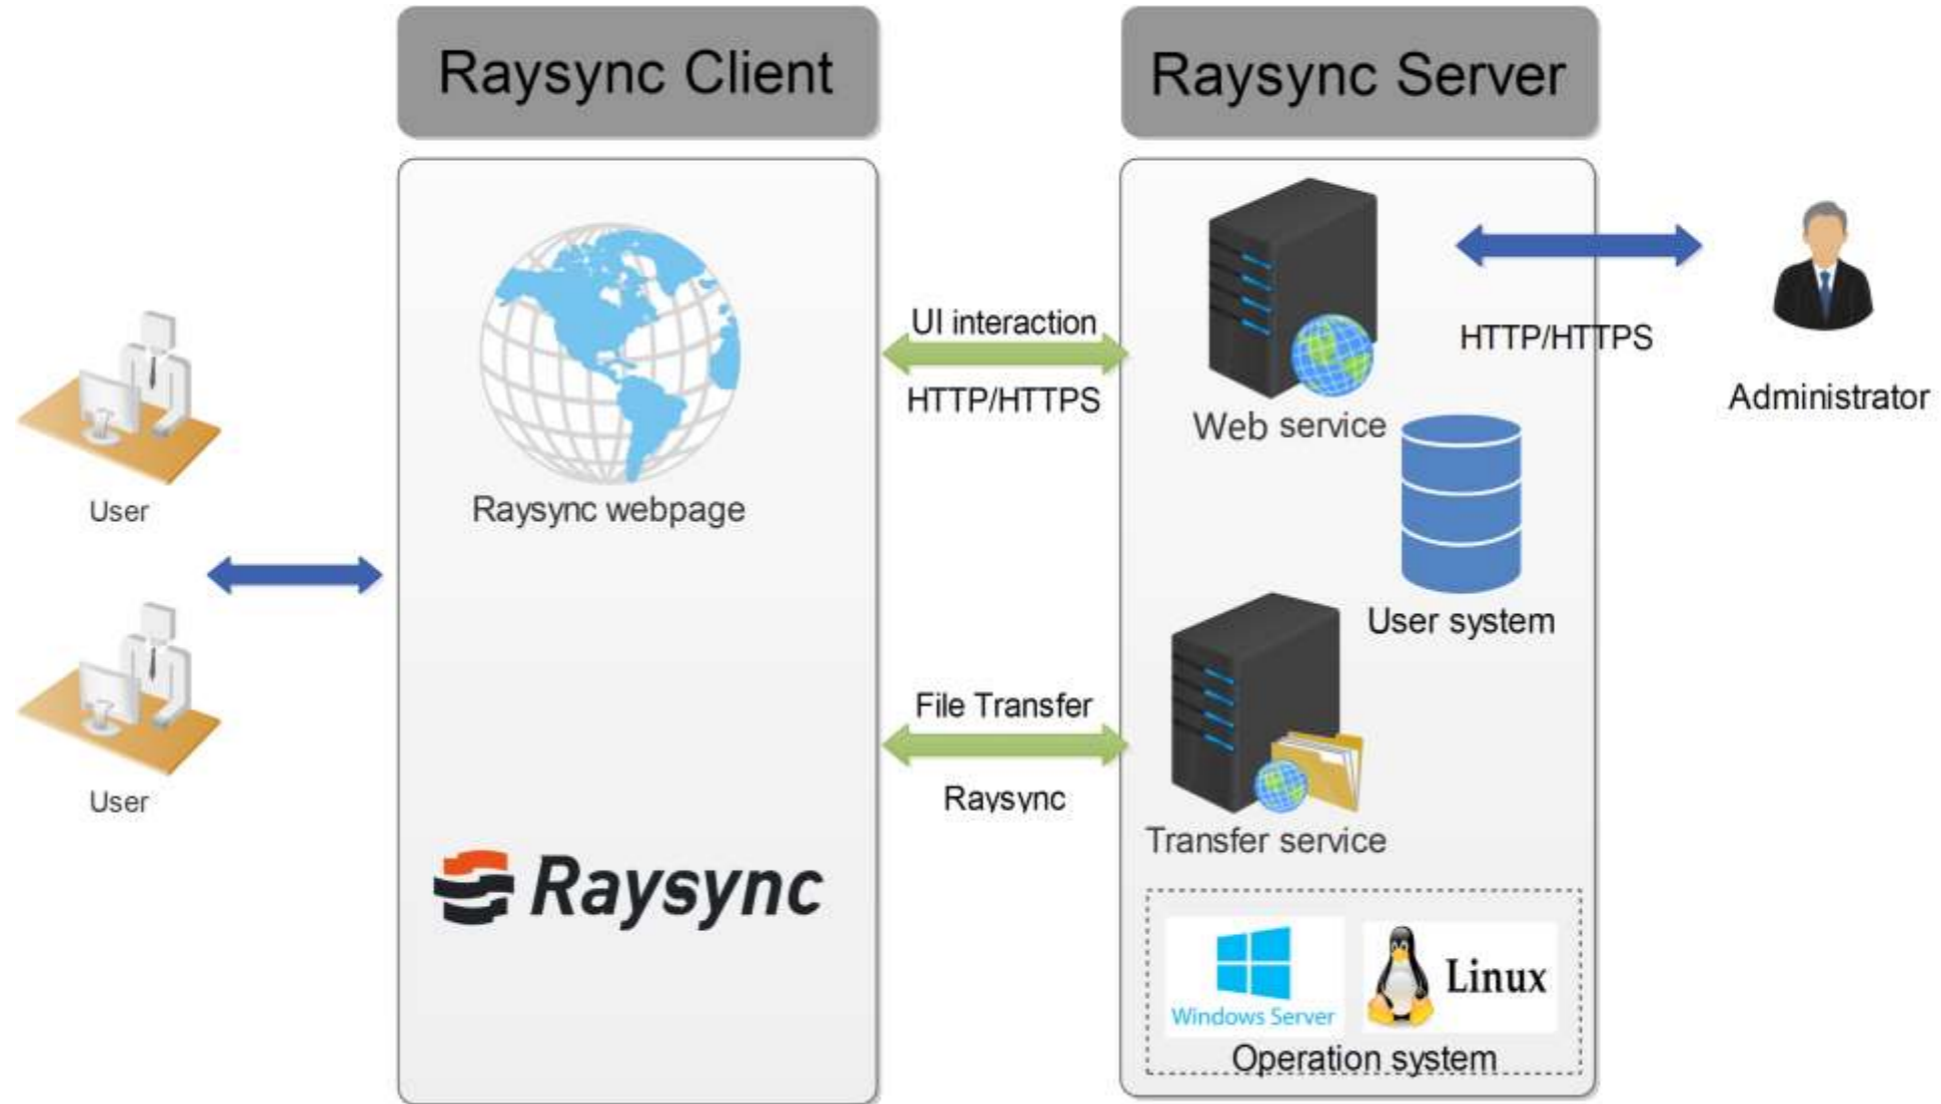 Raysync Client
Raysync Server
UI interaction
HTTP/HTTPS
HTTP/HTTPS
Administrator
Web service
User
Raysync webpage
User system
File Transfer
Raysync
User
Transfer service
Raysync
Windows Server
Linux
Operation system